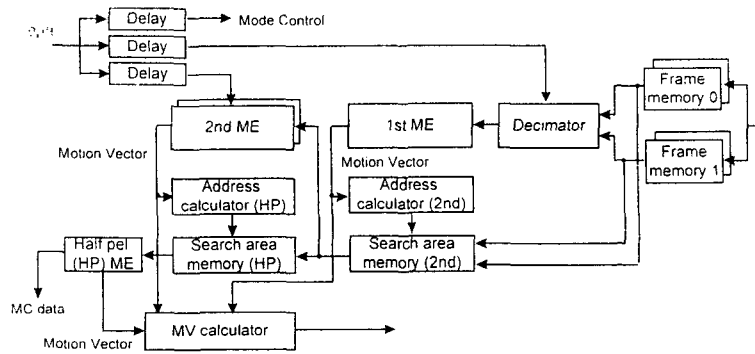 Delay
Mode Control
Delay
Delay
Frame
memory 0
2nd ME
1st ME
Decimator
Motion Vector
Motion Vector
Frame
memory 1
Address
calculator (HP)
Address
calculator (2nd)
Half pel
(HP) ME
Search area
memory (HP)
Search area
memory (2nd)
MC data
MV calculator
Motion Vector